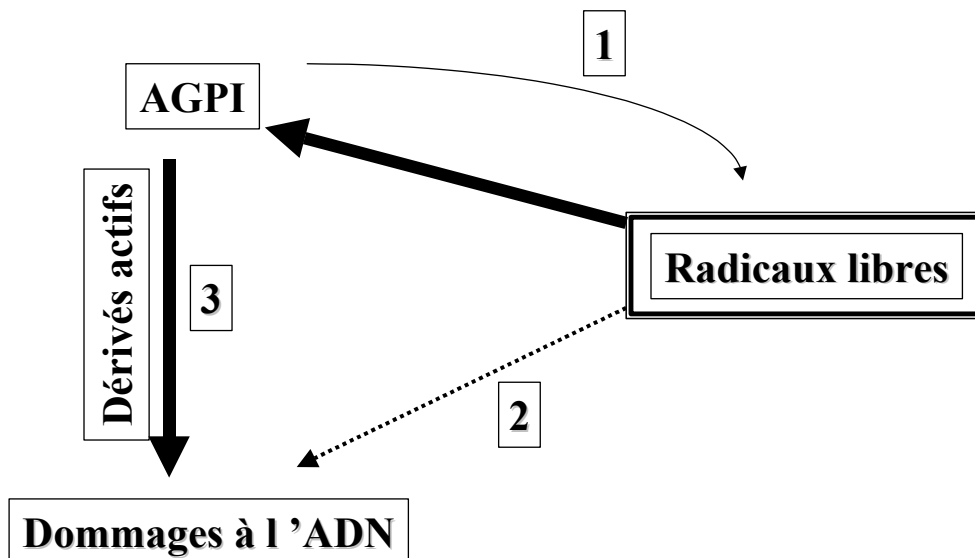 1
AGPI
Radicaux libres
Dérivés actifs
3
2
Dommages à l ’ADN